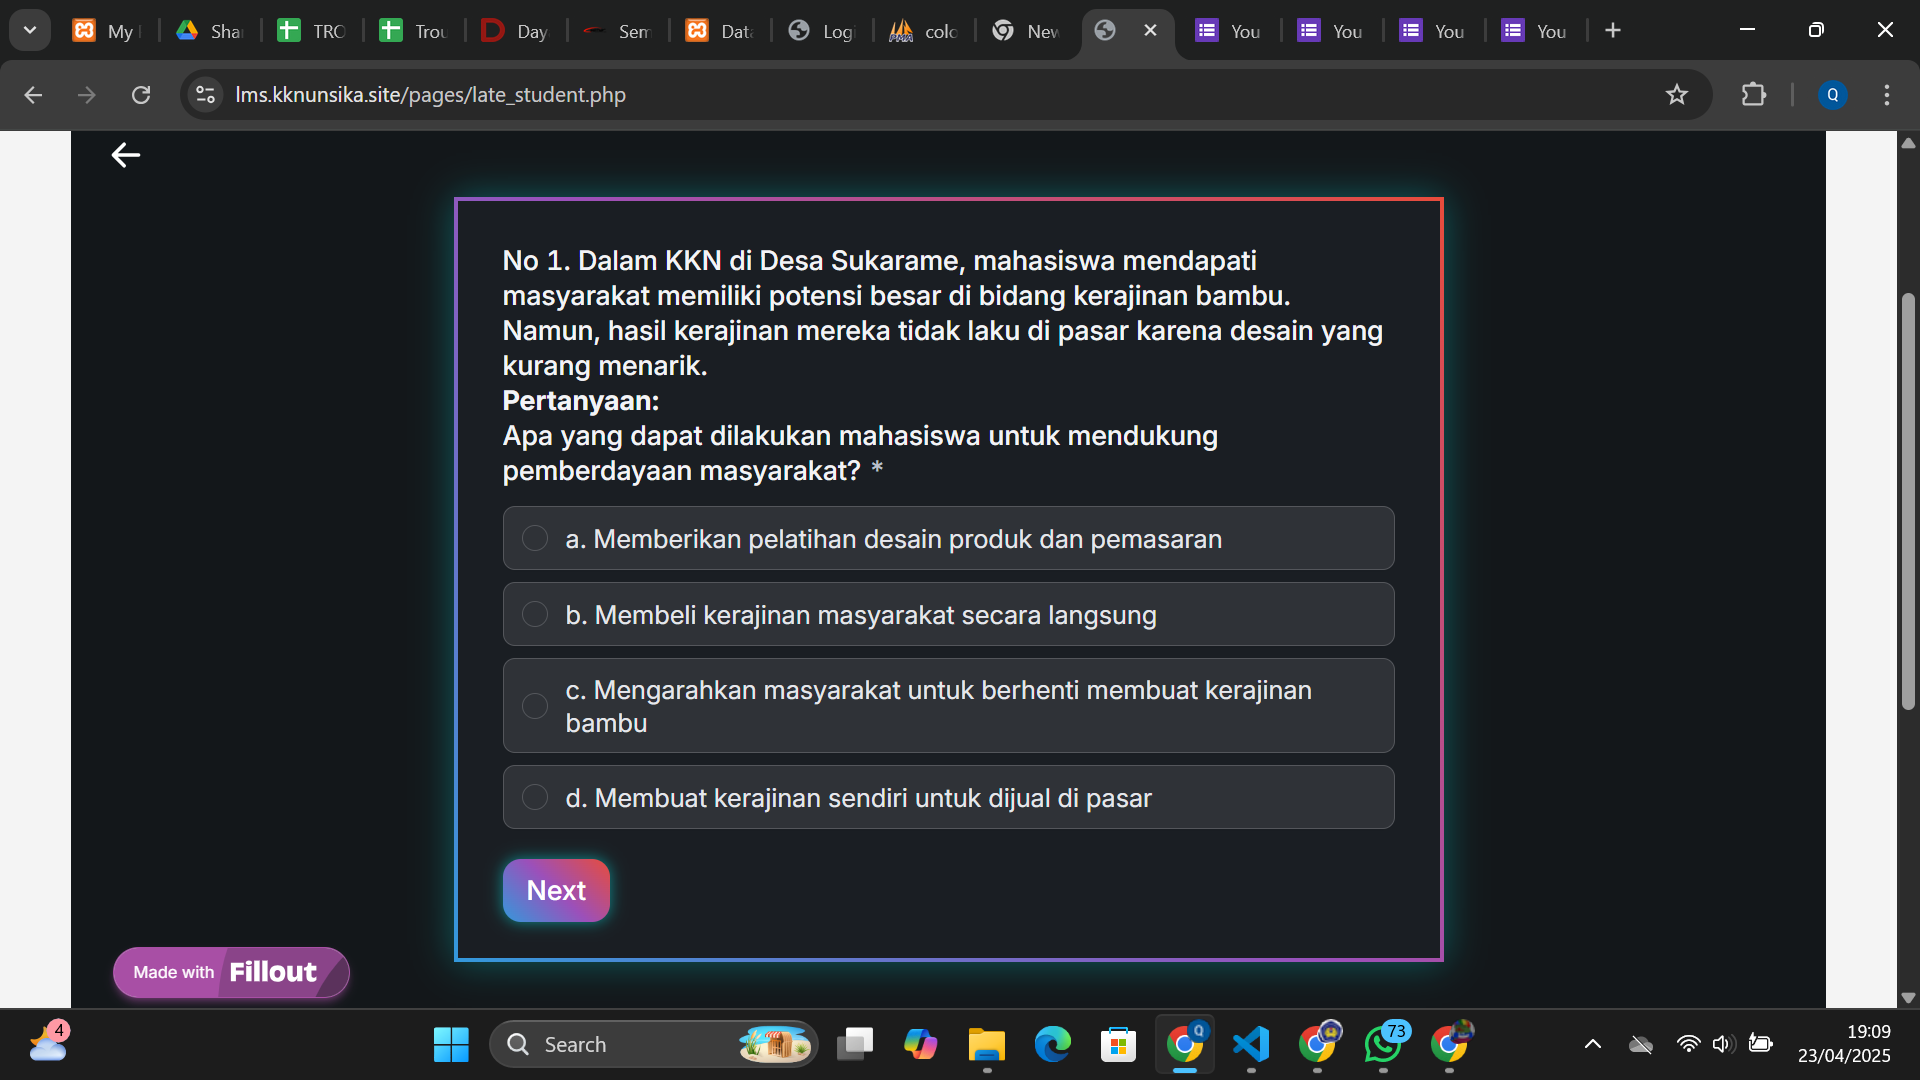 My
Sha
TRO
Trou
Day
Sem
Data
Logi
colo
New
You
You
You
You
lms.kknunsika.site/pages/late_student.php
Q
No 1. Dalam KKN di Desa Sukarame, mahasiswa mendapati
masyarakat memiliki potensi besar di bidang kerajinan bambu.
Namun, hasil kerajinan mereka tidak laku di pasar karena desain yang
kurang menarik.
Pertanyaan:
Apa yang dapat dilakukan mahasiswa untuk mendukung
pemberdayaan masyarakat? *
a. Memberikan pelatihan desain produk dan pemasaran
b. Membeli kerajinan masyarakat secara langsung
c. Mengarahkan masyarakat untuk berhenti membuat kerajinan
bambu
d. Membuat kerajinan sendiri untuk dijual di pasar
Next
Made with Fillout
4
Search
Q
73
19:09
23/04/2025